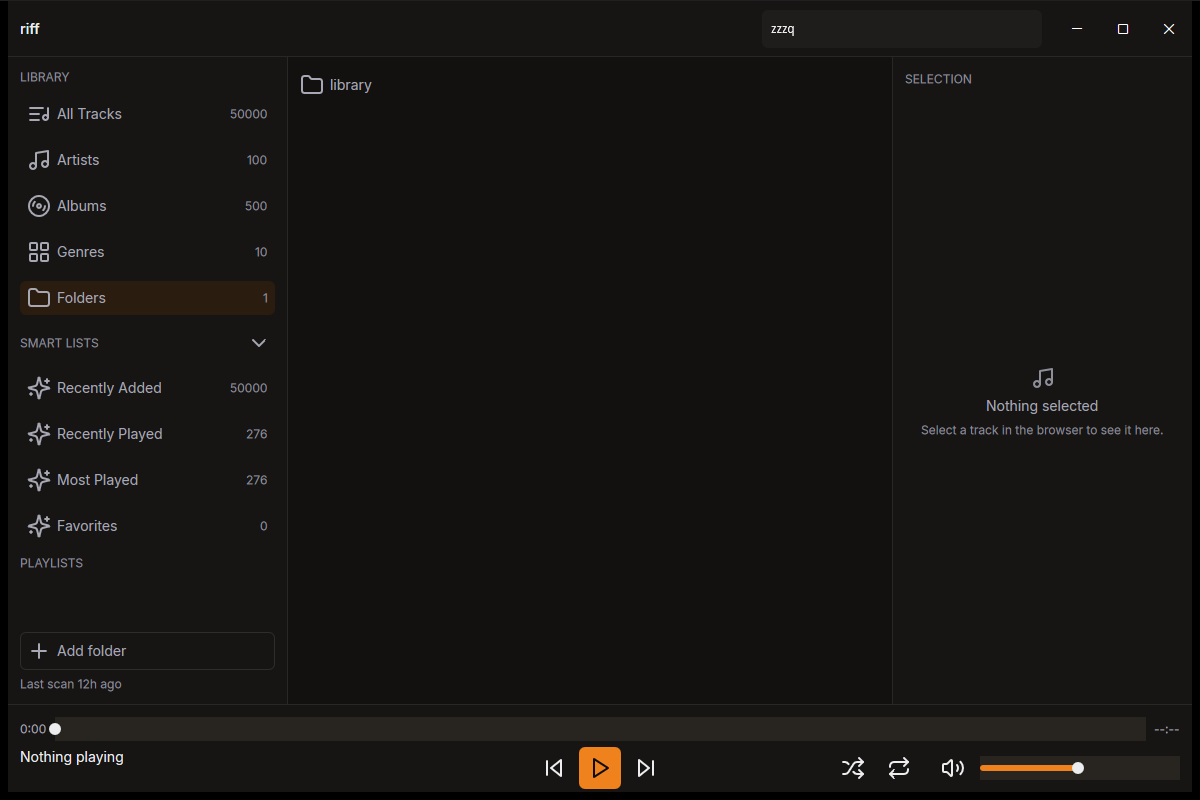 riff
zzzq
LIBRARY
All Tracks 50000
Artists 100
Albums 500
Genres 10
Folders 1
SMART LISTS
Recently Added 50000
Recently Played 276
Most Played 276
Favorites 0
PLAYLISTS
Add folder
Last scan 12h ago
library
SELECTION
Nothing selected
Select a track in the browser to see it here.
0:00
--:--
Nothing playing